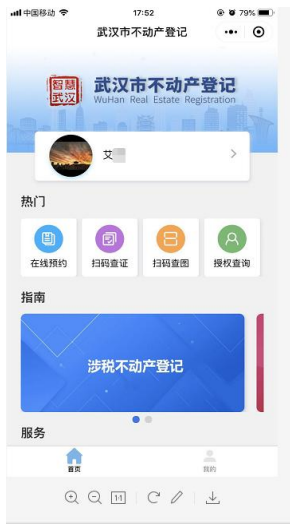 中国移动 17:52 79%
武汉市不动产登记
智慧武汉
武汉市不动产登记
WuHan Real Estate Registration
艾
热门
在线预约 扫码查证 扫码查图 授权查询
指南
涉税不动产登记
服务
首页 我的
1:1